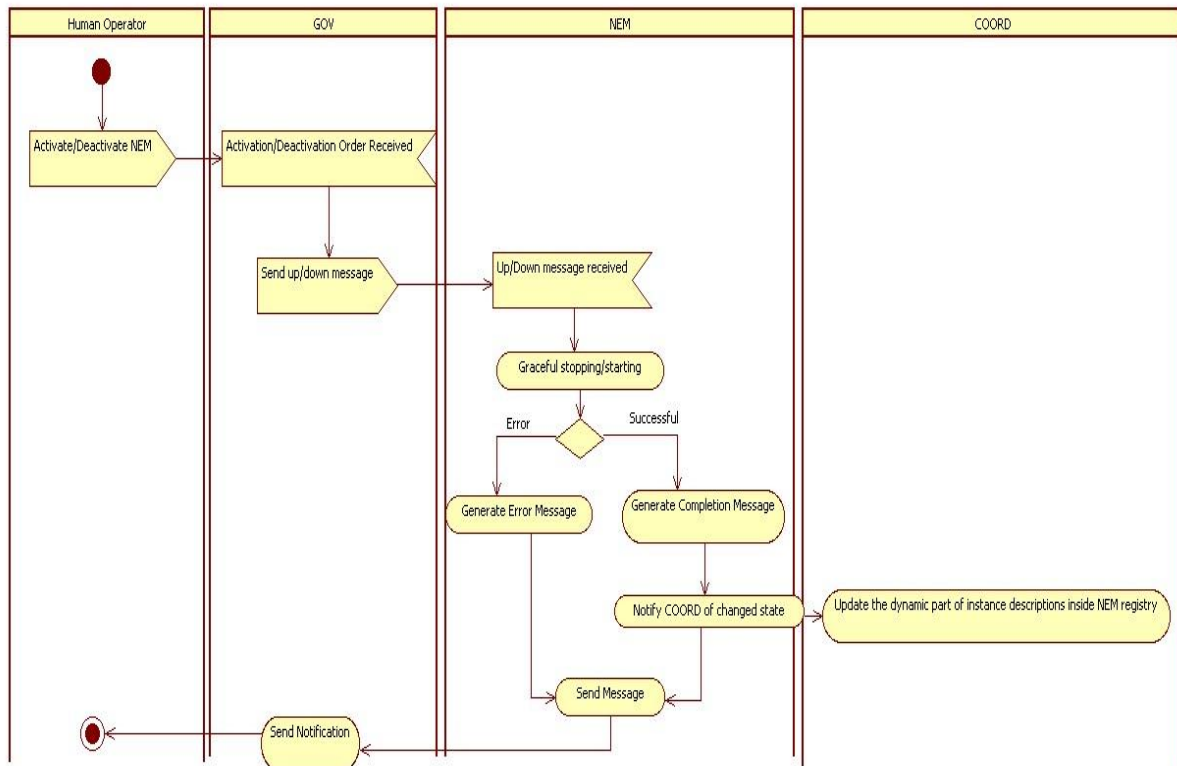 Human Operator
GOV
NEM
COORD
Activate/Deactivate NEM
Activation/Deactivation Order Received
Send up/down message
Up/Down message received
Graceful stopping/starting
Error
Successful
Generate Error Message
Generate Completion Message
Notify COORD of changed state
Update the dynamic part of instance descriptions inside NEM registry
Send Message
Send Notification